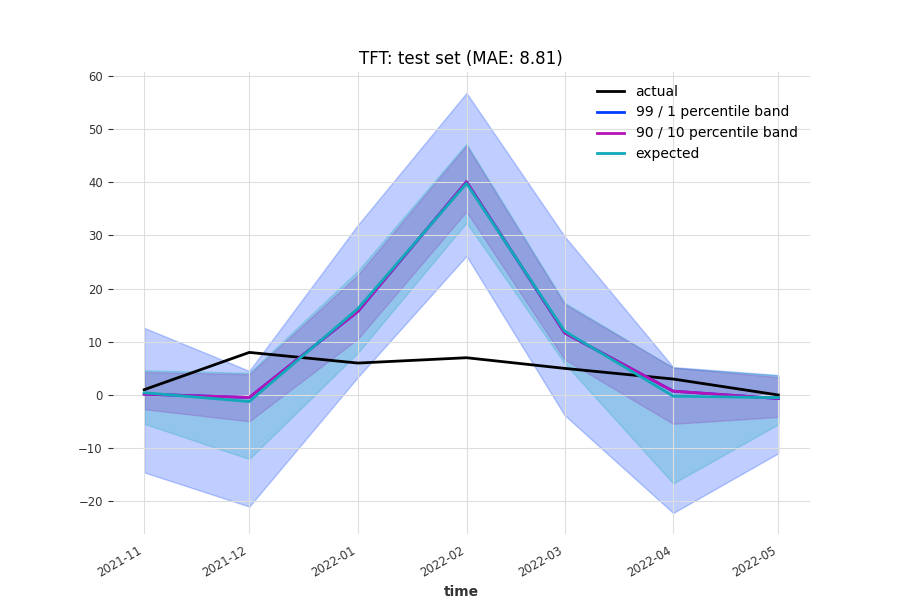 TFT: test set (MAE: 8.81)
actual
99 / 1 percentile band
90 / 10 percentile band
expected
60
50
40
30
20
10
0
−10
−20
2021-11
2021-12
2022-01
2022-02
2022-03
2022-04
2022-05
time